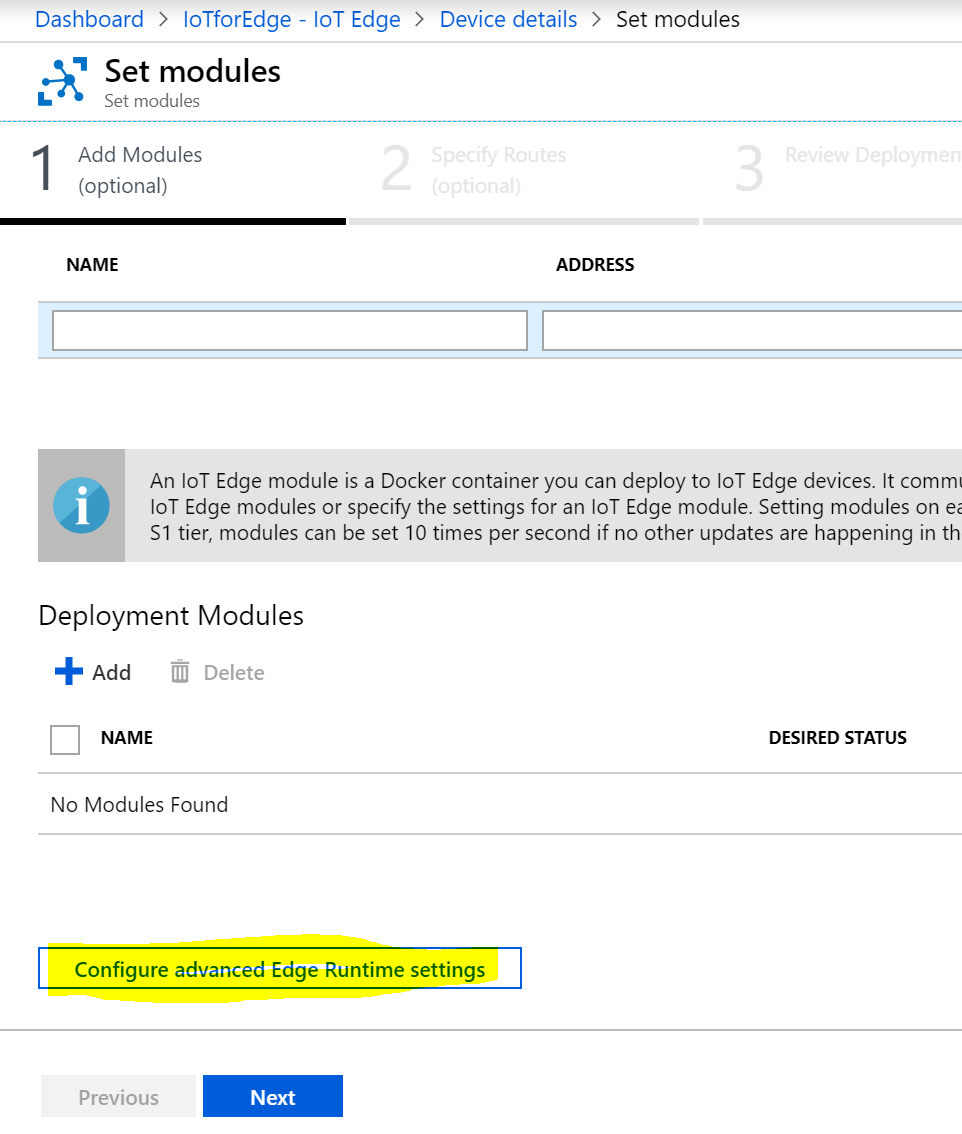 Dashboard > IoTforEdge - IoT Edge > Device details > Set modules
Set modules
Set modules
1 Add Modules (optional)
2 Specify Routes (optional)
3 Review Deploymen
NAME ADDRESS
An IoT Edge module is a Docker container you can deploy to IoT Edge devices. It commu
IoT Edge modules or specify the settings for an IoT Edge module. Setting modules on ea
S1 tier, modules can be set 10 times per second if no other updates are happening in th
Deployment Modules
Add Delete
NAME DESIRED STATUS
No Modules Found
Configure advanced Edge Runtime settings
Previous Next